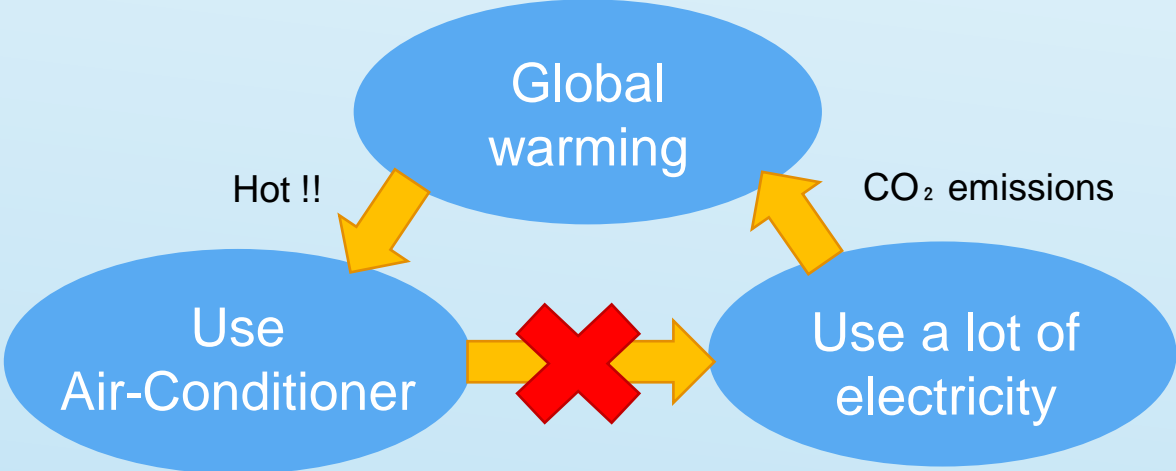 Global
warming
Hot !!
CO₂ emissions
Use
Air-Conditioner
Use a lot of
electricity